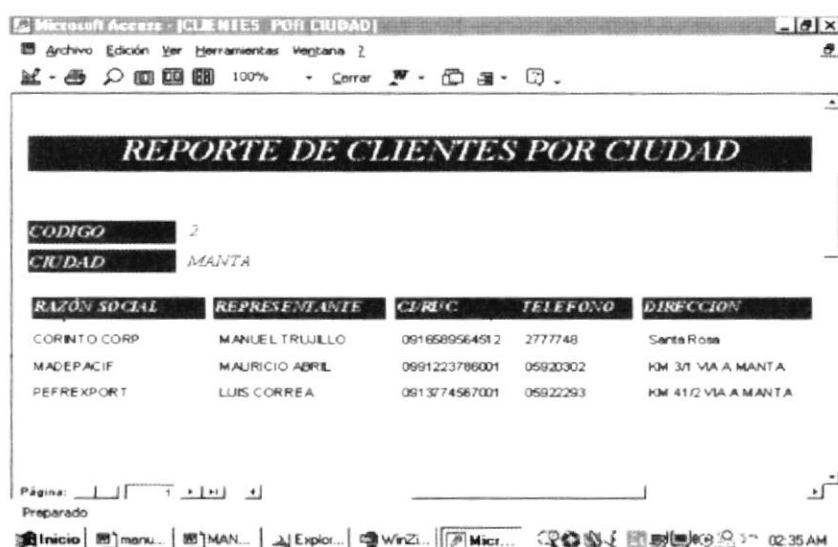 Microsoft Access - [CLIENTES POR CIUDAD]
Archivo Edición Ver Herramientas Ventana ?
100% Cerrar
REPORTE DE CLIENTES POR CIUDAD
CODIGO 2
CIUDAD MANTA
RAZÓN SOCIAL REPRESENTANTE CI/RUC TELEFONO DIRECCION
CORINTO CORP MANUEL TRUJILLO 0916589564512 2777748 Santa Rosa
MADEPACIF MAURICIO ABRIL 0991223786001 05920302 KM 3/1 VIA A MANTA
PEFREXPORT LUIS CORREA 0913774567001 05922293 KM 41/2 VIA A MANTA
Página: 1
Preparado
Inicio manu... MAN... Explor... WinZi... Micr... 02:35 AM